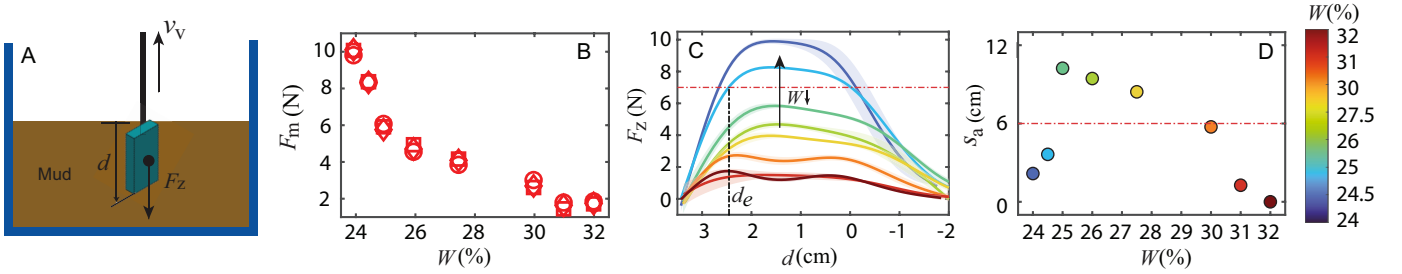 A
v_v
Mud
d
F_z
B
F_m (N)
10
8
6
4
2
24 26 28 30 32
W (%)
C
F_z (N)
10
8
6
4
2
0
W↓
d_e
3 2 1 0 -1 -2
d (cm)
D
s_a (cm)
12
6
0
24 25 26 27 28 29 30 31 32
W(%)
W(%)
32
31
30
27.5
26
25
24.5
24